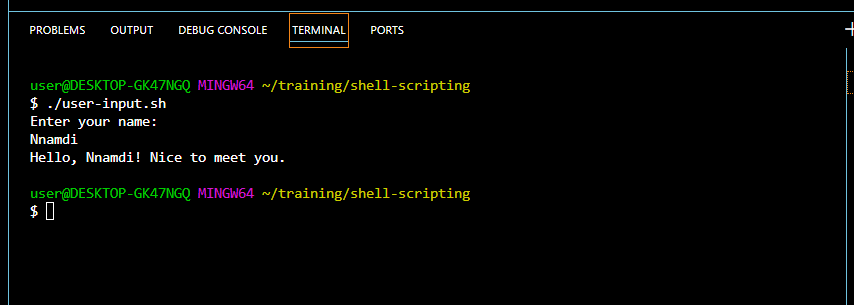 PROBLEMS OUTPUT DEBUG CONSOLE TERMINAL PORTS
user@DESKTOP-GK47NGQ MINGW64 ~/training/shell-scripting
$ ./user-input.sh
Enter your name:
Nnamdi
Hello, Nnamdi! Nice to meet you.
user@DESKTOP-GK47NGQ MINGW64 ~/training/shell-scripting
$